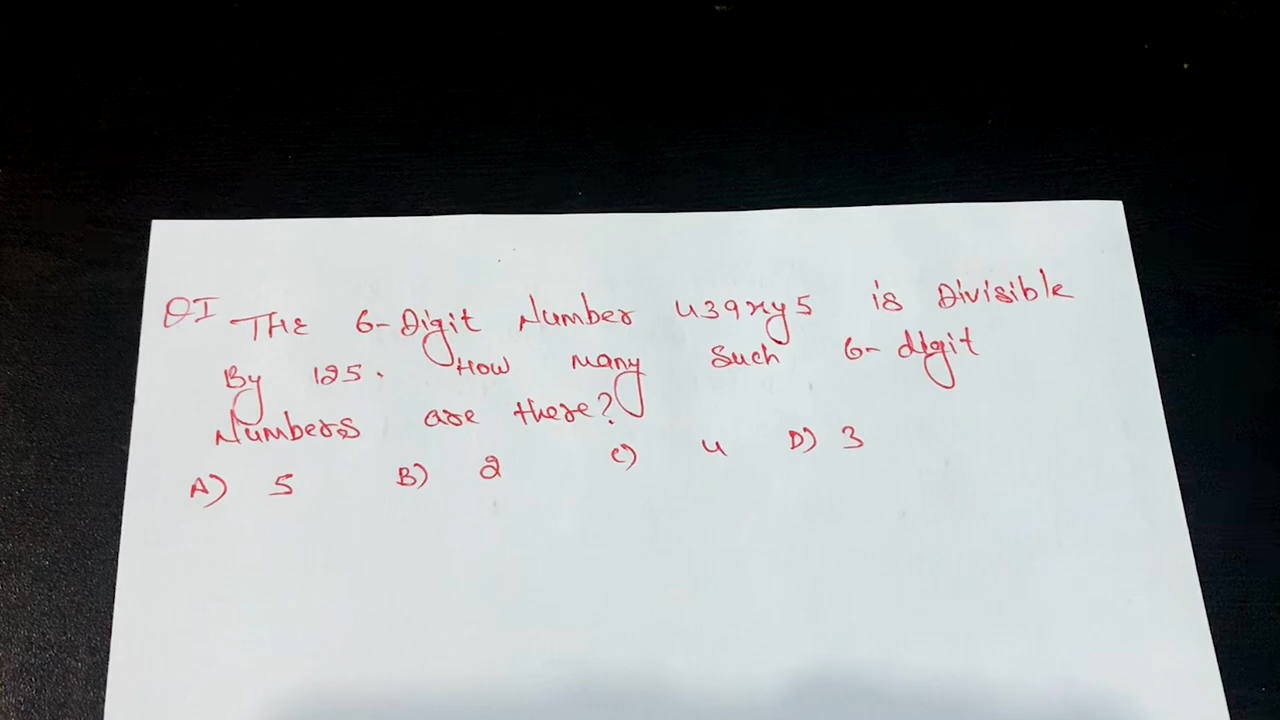 Q1 THE 6-Digit Number 439xy5 is Divisible
By 125. How many such 6-digit
Numbers are there?
A) 5 B) 2 C) 4 D) 3